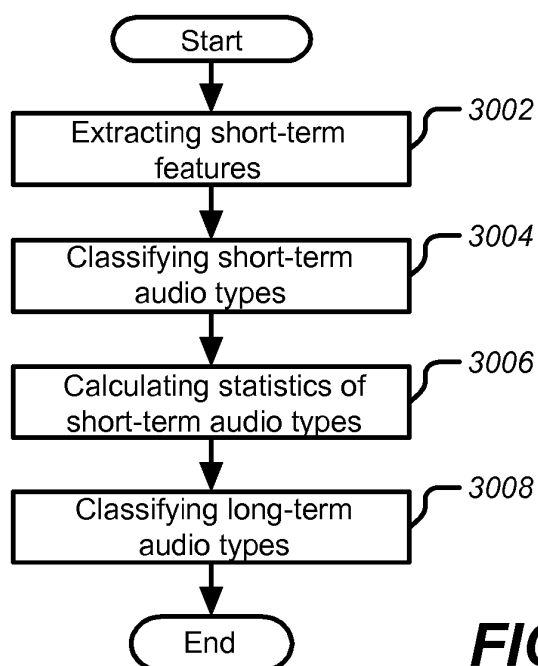 Start
Extracting short-term
features
3002
Classifying short-term
audio types
3004
Calculating statistics of
short-term audio types
3006
Classifying long-term
audio types
3008
End